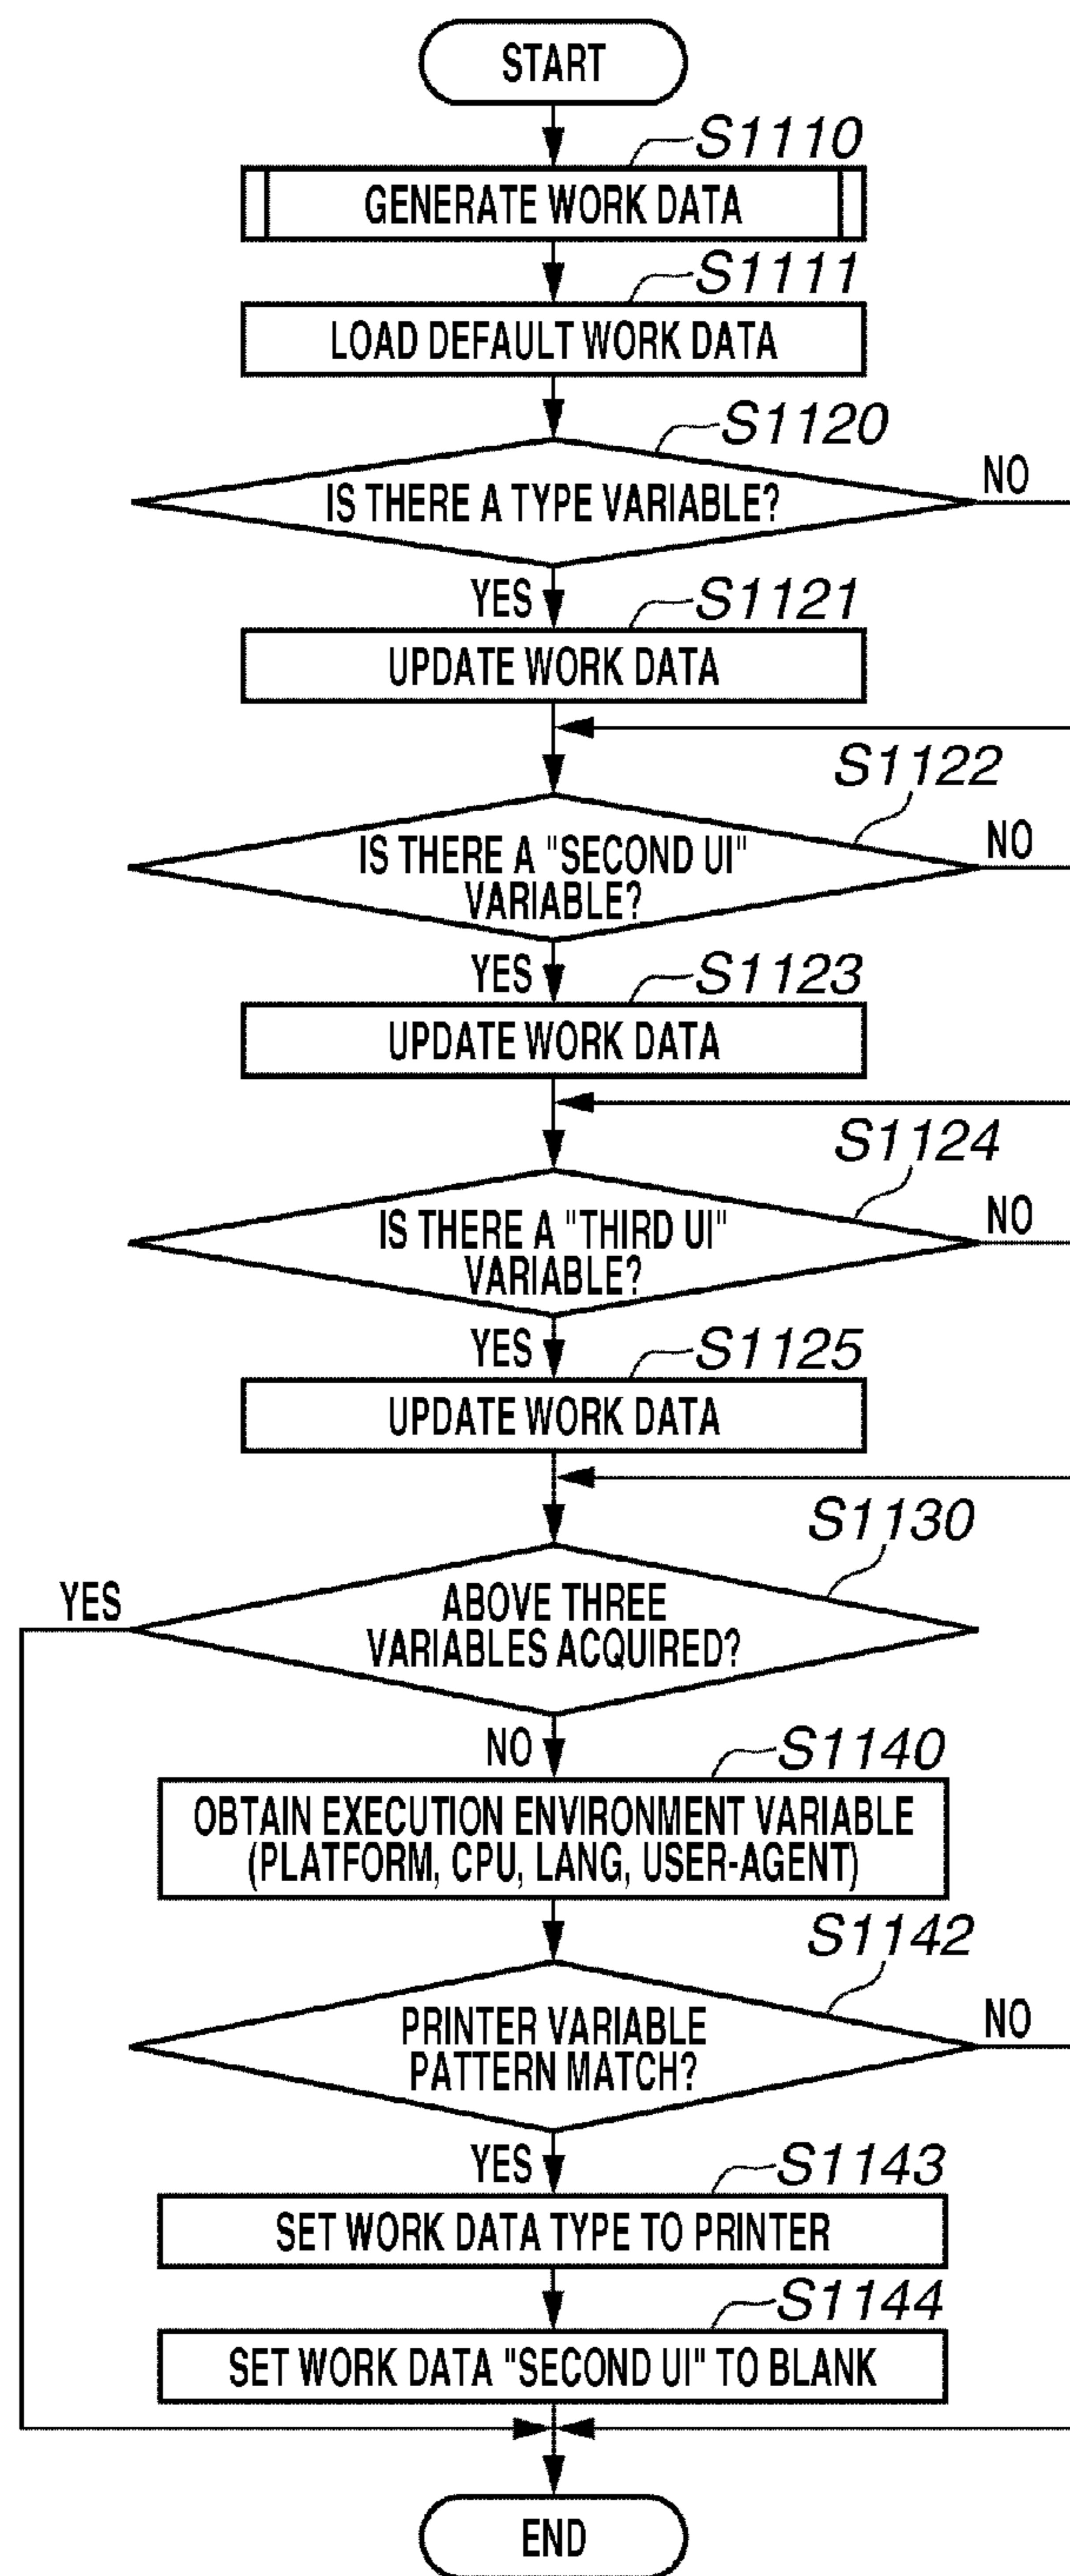 START
S1110
GENERATE WORK DATA
S1111
LOAD DEFAULT WORK DATA
S1120
IS THERE A TYPE VARIABLE?
NO
YES
S1121
UPDATE WORK DATA
S1122
IS THERE A "SECOND UI"
VARIABLE?
NO
YES
S1123
UPDATE WORK DATA
S1124
IS THERE A "THIRD UI"
VARIABLE?
NO
YES
S1125
UPDATE WORK DATA
S1130
YES
ABOVE THREE
VARIABLES ACQUIRED?
NO
S1140
OBTAIN EXECUTION ENVIRONMENT VARIABLE
(PLATFORM, CPU, LANG, USER-AGENT)
S1142
PRINTER VARIABLE
PATTERN MATCH?
NO
YES
S1143
SET WORK DATA TYPE TO PRINTER
S1144
SET WORK DATA "SECOND UI" TO BLANK
END